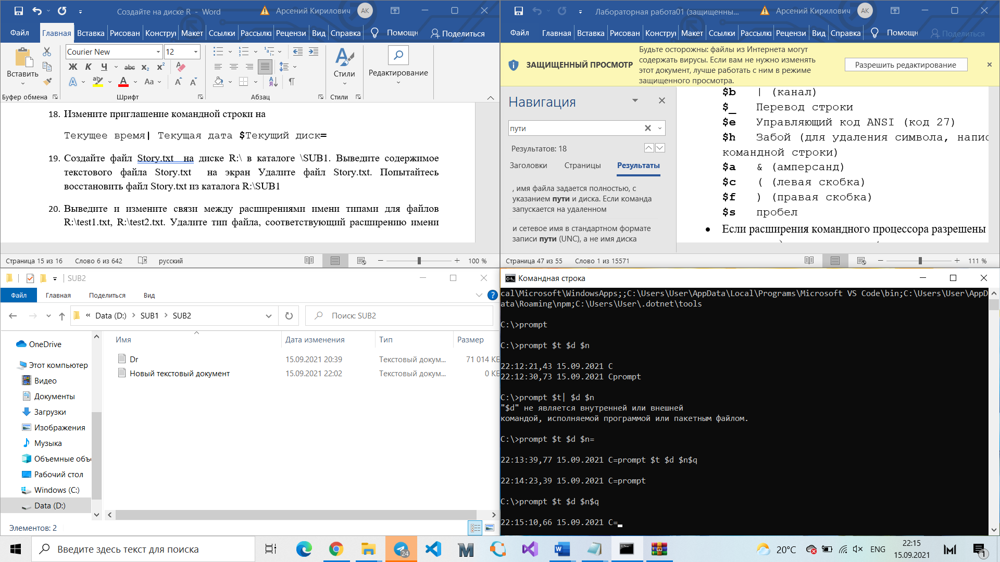 Создайте на диске R - Word
Арсений Кирилович
АК
Файл
Главная
Вставка
Рисован
Констру
Макет
Ссылки
Рассылки
Рецензи
Вид
Справка
Помощн
Поделиться
Вставить
Буфер обмена
Courier New
12
Ж К Ч abc x₂ x²
А Aa А А
Шрифт
Абзац
Стили
Стили
Редактирование
18. Измените приглашение командной строки на
Текущее время| Текущая дата $Текущий диск=
19. Создайте файл Story.txt на диске R:\ в каталоге \SUB1. Выведите содержимое
текстового файла Story.txt на экран Удалите файл Story.txt. Попытайтесь
восстановить файл Story.txt из каталога R:\SUB1
20. Выведите и измените связи между расширениями имени типами для файлов
R:\test1.txt, R:\test2.txt. Удалите тип файла, соответствующий расширению имени
Страница 15 из 16
Слово 6 из 642
русский
100 %
Лабораторная работа01 (защищенны...
Арсений Кирилович
АК
Файл
Главная
Вставка
Рисован
Констру
Макет
Ссылки
Рассылки
Рецензи
Вид
Справка
Помощн
Поделиться
ЗАЩИЩЕННЫЙ ПРОСМОТР
Будьте осторожны: файлы из Интернета могут
содержать вирусы. Если вам не нужно изменять
этот документ, лучше работать с ним в режиме
защищенного просмотра.
Разрешить редактирование
Навигация
пути
Результатов: 18
Заголовки
Страницы
Результаты
, имя файла задается полностью, с
указанием пути и диска. Если команда
запускается на удаленном
и сетевое имя в стандартном формате
записи пути (UNC), а не имя диска
$b | (канал)
$_ Перевод строки
$e Управляющий код ANSI (код 27)
$h Забой (для удаления символа, напис
командной строки)
$a & (амперсанд)
$c ( (левая скобка)
$f ) (правая скобка)
$s пробел
• Если расширения командного процессора разрешены
Страница 47 из 55
Слово 1 из 15571
111 %
SUB2
Файл
Главная
Поделиться
Вид
« Data (D:) > SUB1 > SUB2
Поиск: SUB2
OneDrive
Этот компьютер
Видео
Документы
Загрузки
Изображения
Музыка
Объемные объ
Рабочий стол
Windows (C:)
Data (D:)
Имя
Дата изменения
Тип
Размер
Dr 15.09.2021 20:39 Текстовый докум... 71 014 КБ
Новый текстовый документ 15.09.2021 22:02 Текстовый докум... 0 КБ
Элементов: 2
Командная строка
cal\Microsoft\WindowsApps;;C:\Users\User\AppData\Local\Programs\Microsoft VS Code\bin;C:\Users\User\AppD
ata\Roaming\npm;C:\Users\User\.dotnet\tools
C:\>prompt
C:\>prompt $t $d $n
22:12:21,43 15.09.2021 C
22:12:30,73 15.09.2021 Cprompt
C:\>prompt $t| $d $n
"$d" не является внутренней или внешней
командой, исполняемой программой или пакетным файлом.
C:\>prompt $t $d $n=
22:13:39,77 15.09.2021 C=prompt $t $d $n$q
22:14:23,39 15.09.2021 C=prompt
C:\>prompt $t $d $n$q
22:15:10,66 15.09.2021 C=
Введите здесь текст для поиска
24
20°C
ENG
22:15
15.09.2021
1